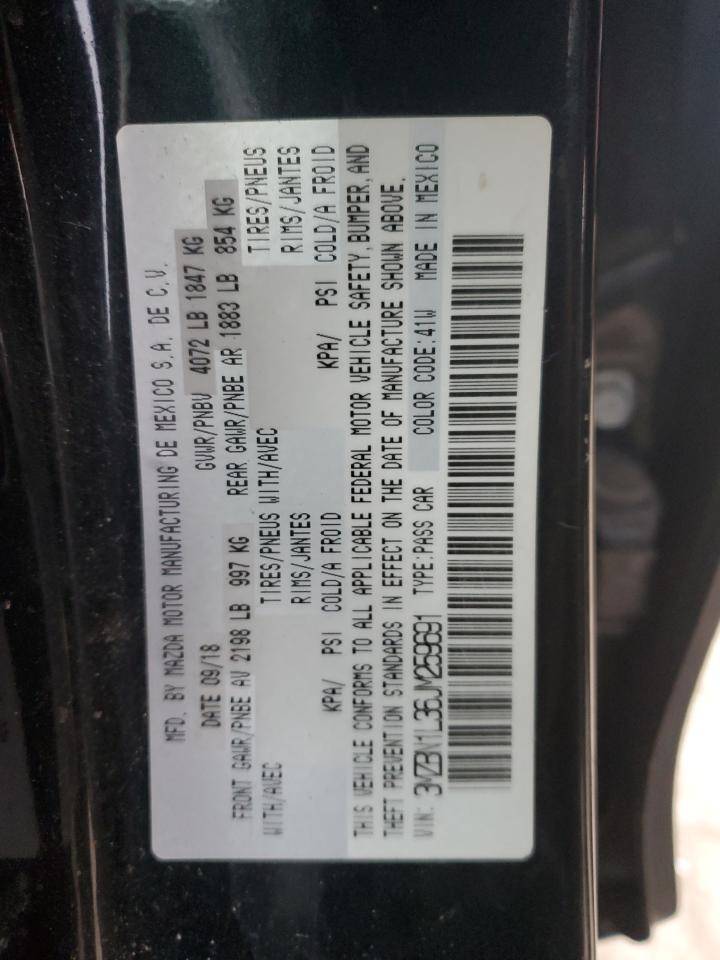 MFD. BY MAZDA MOTOR MANUFACTURING DE MEXICO S.A. DE C.V.
DATE 09/18 GVWR/PNBV 4072 LB 1847 KG
FRONT GAWR/PNBE AV 2198 LB 997 KG REAR GAWR/PNBE AR 1883 LB 854 KG
WITH/AVEC TIRES/PNEUS WITH/AVEC TIRES/PNEUS
RIMS/JANTES RIMS/JANTES
KPA/ PSI COLD/A FROID KPA/ PSI COLD/A FROID
THIS VEHICLE CONFORMS TO ALL APPLICABLE FEDERAL MOTOR VEHICLE SAFETY, BUMPER, AND
THEFT PREVENTION STANDARDS IN EFFECT ON THE DATE OF MANUFACTURE SHOWN ABOVE.
VIN: 3MZBN1L36JM259691 TYPE:PASS CAR COLOR CODE:41W MADE IN MEXICO